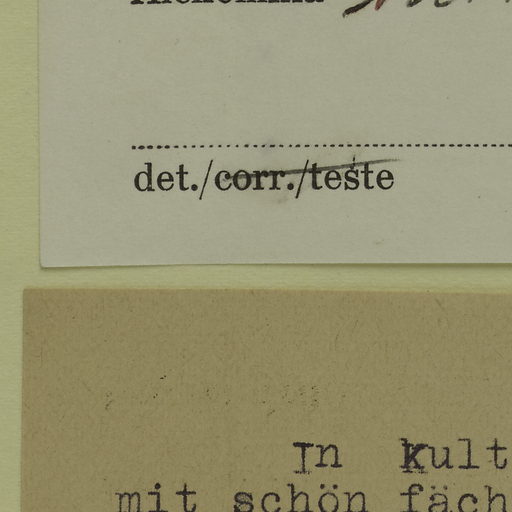 det./corr./teste
In Kult
mit schön fäch